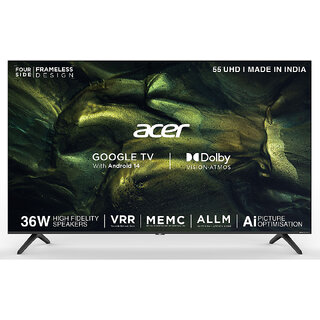 FOUR SIDE FRAMELESS DESIGN
55 UHD | MADE IN INDIA
acer
GOOGLE TV
With Android 14
Dolby
VISION·ATMOS
36W HIGH FIDELITY SPEAKERS
VRR
MEMC
ALLM
Ai PICTURE OPTIMISATION